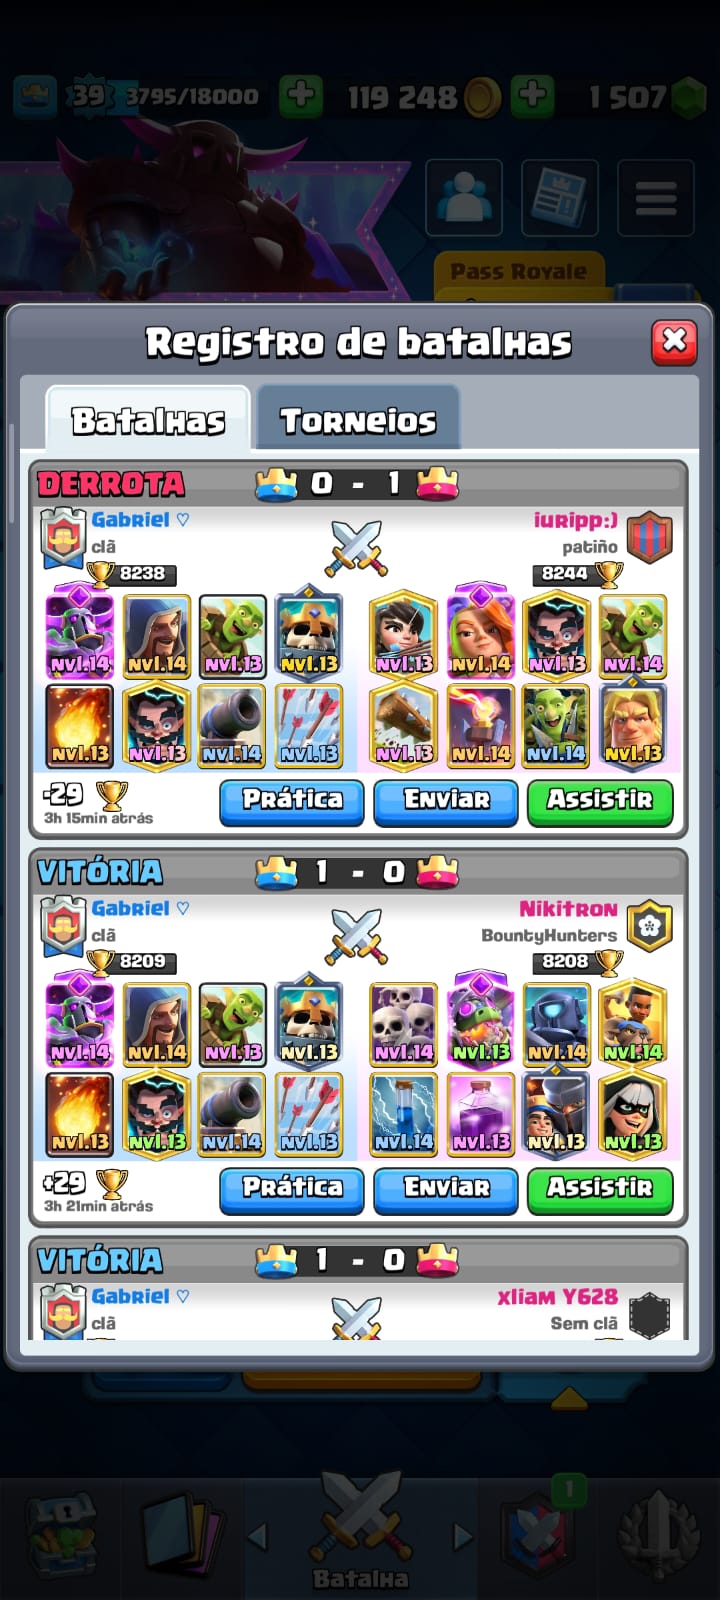 39 3795/18000 119 248 1 507
Pass Royale
Registro de batalhas
Batalhas Torneios
DERROTA 0 - 1
Gabriel ♡ iuripp:)
clã patiño
8238 8244
nvl.14 nvl.14 nvl.13 nvl.13 nvl.13 nvl.14 nvl.13 nvl.14
nvl.13 nvl.13 nvl.14 nvl.13 nvl.13 nvl.14 nvl.14 nvl.13
-29 Prática Enviar Assistir
3h 15min atrás
VITÓRIA 1 - 0
Gabriel ♡ Nikitron
clã BountyHunters
8209 8208
nvl.14 nvl.14 nvl.13 nvl.13 nvl.14 nvl.13 nvl.14 nvl.14
nvl.13 nvl.13 nvl.14 nvl.13 nvl.14 nvl.13 nvl.13 nvl.13
+29 Prática Enviar Assistir
3h 21min atrás
VITÓRIA 1 - 0
Gabriel ♡ xliam Y628
clã Sem clã
1
Batalha